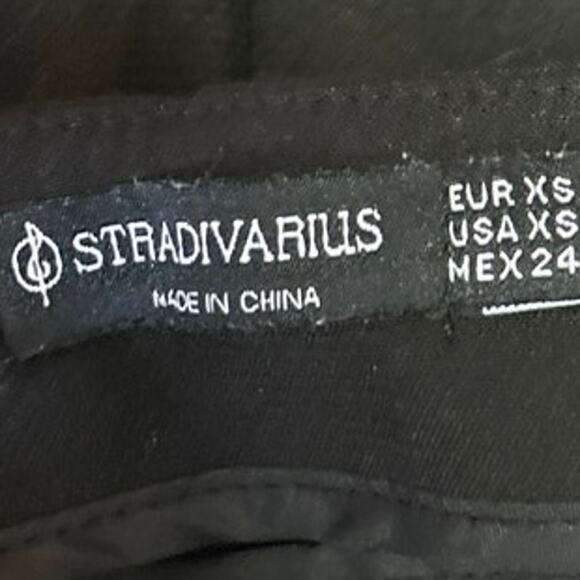 STRADIVARIUS
MADE IN CHINA
EUR XS
USA XS
MEX 24